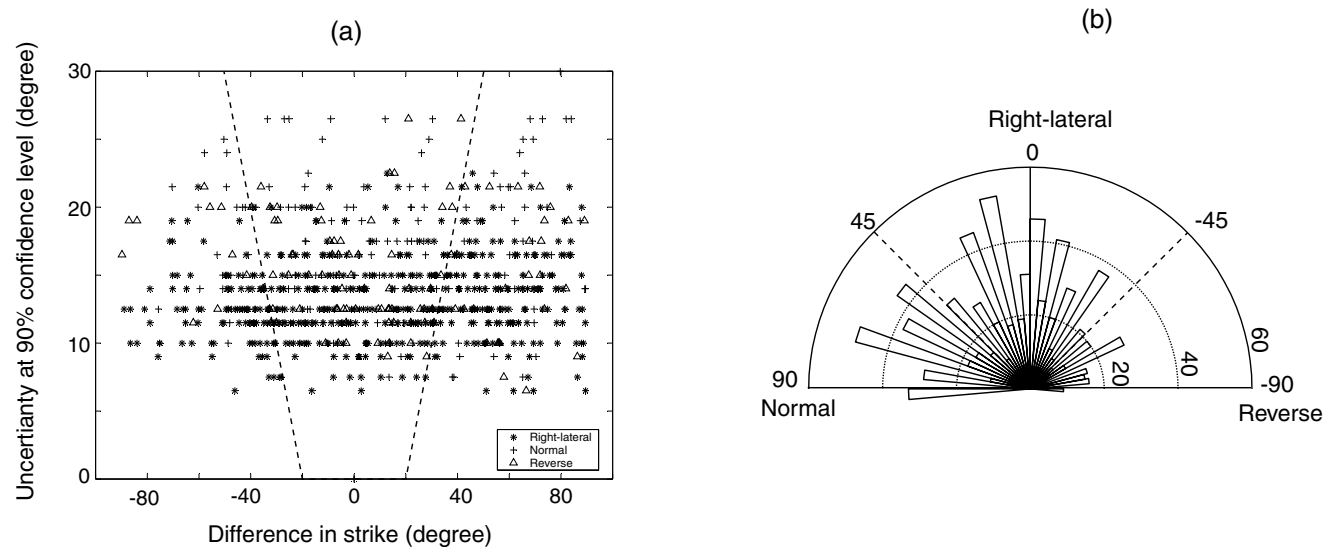 (a)
Uncertianty at 90% confidence level (degree)
30
20
10
0
-80
-40
0
40
80
Difference in strike (degree)
Right-lateral
Normal
Reverse
(b)
Right-lateral
0
45
-45
90
Normal
20
40
60
-90
Reverse